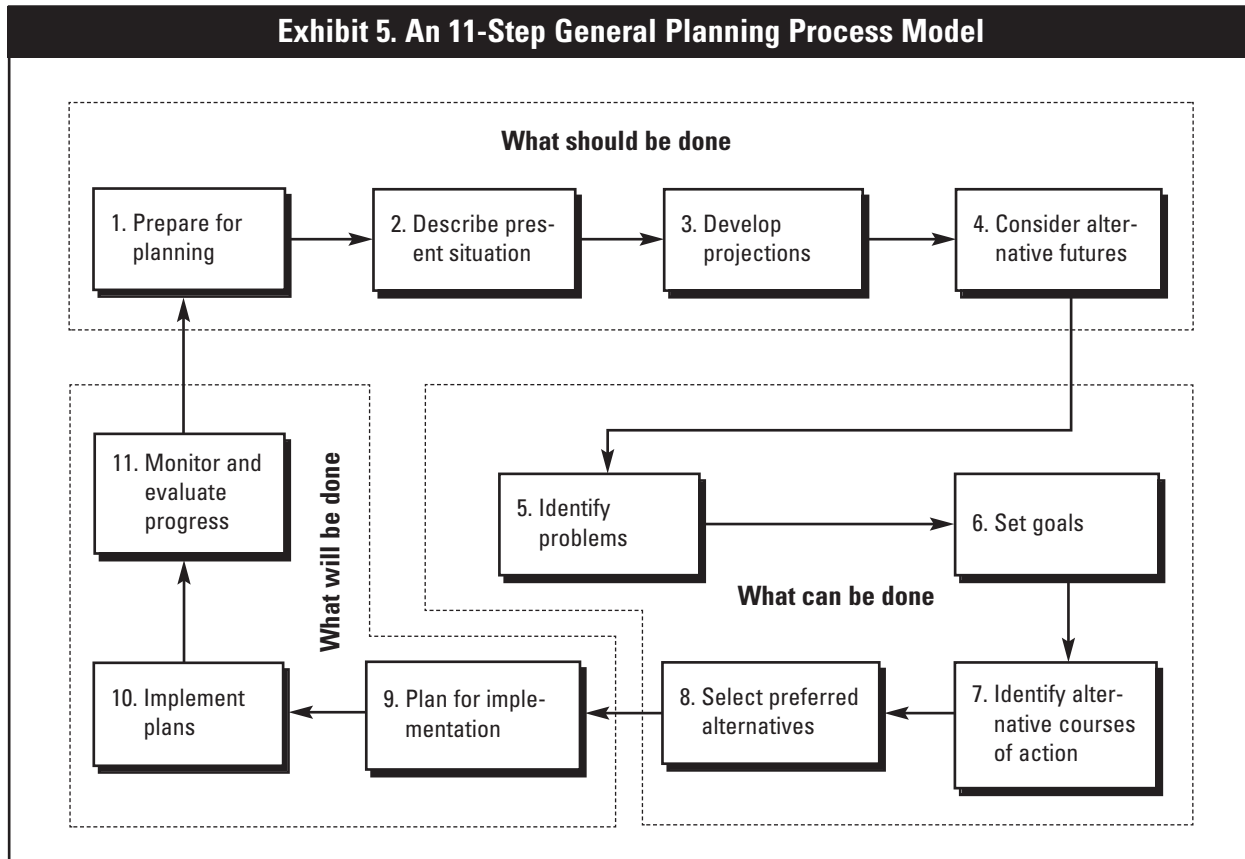 Exhibit 5. An 11-Step General Planning Process Model
What should be done
1. Prepare for
planning
2. Describe pres-
ent situation
3. Develop
projections
4. Consider alter-
native futures
5. Identify
problems
6. Set goals
What can be done
7. Identify alter-
native courses
of action
8. Select preferred
alternatives
9. Plan for imple-
mentation
10. Implement
plans
11. Monitor and
evaluate
progress
What will be done